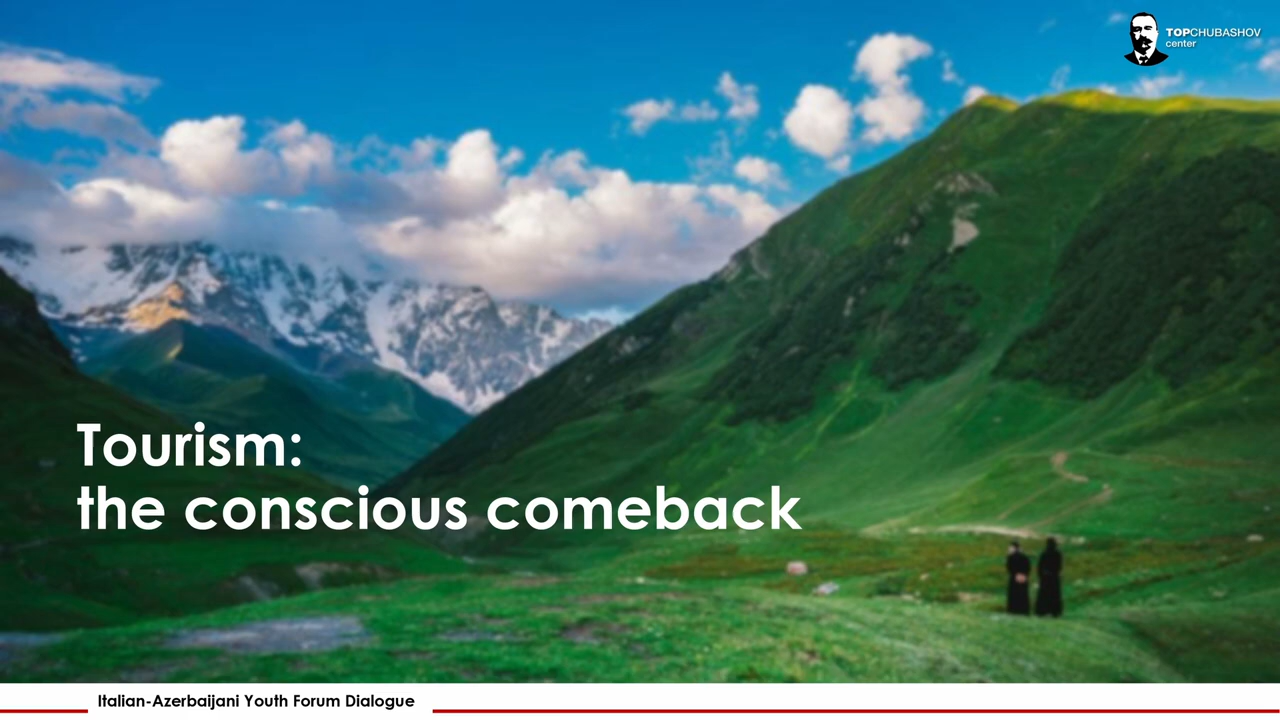 TOPCHUBASHOV
center
Tourism:
the conscious comeback
Italian-Azerbaijani Youth Forum Dialogue